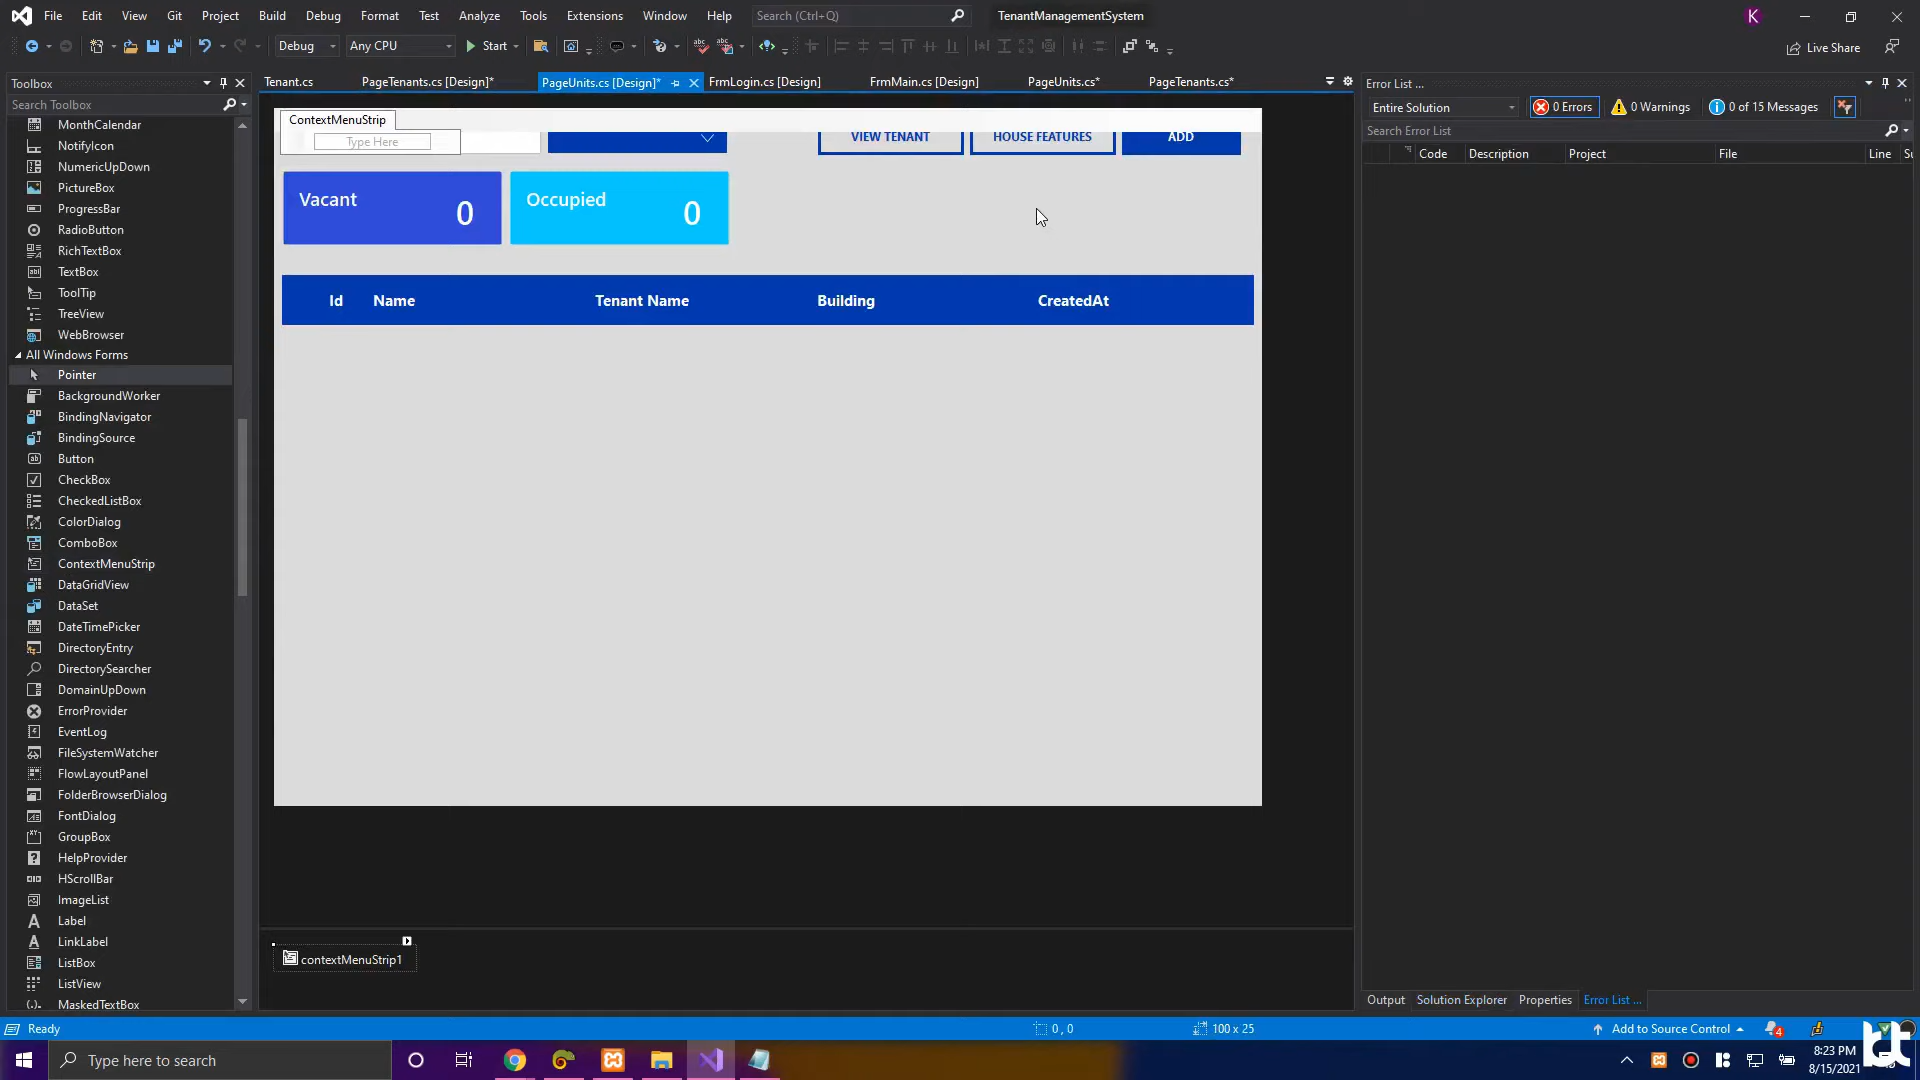 File Edit View Git Project Build Debug Format Test Analyze Tools Extensions Window Help Search (Ctrl+Q) TenantManagementSystem K
Debug Any CPU Start Live Share
Toolbox
Search Toolbox
MonthCalendar
NotifyIcon
NumericUpDown
PictureBox
ProgressBar
RadioButton
RichTextBox
TextBox
ToolTip
TreeView
WebBrowser
All Windows Forms
Pointer
BackgroundWorker
BindingNavigator
BindingSource
Button
CheckBox
CheckedListBox
ColorDialog
ComboBox
ContextMenuStrip
DataGridView
DataSet
DateTimePicker
DirectoryEntry
DirectorySearcher
DomainUpDown
ErrorProvider
EventLog
FileSystemWatcher
FlowLayoutPanel
FolderBrowserDialog
FontDialog
GroupBox
HelpProvider
HScrollBar
ImageList
Label
LinkLabel
ListBox
ListView
MaskedTextBox
Tenant.cs PageTenants.cs [Design]* PageUnits.cs [Design]* FrmLogin.cs [Design] FrmMain.cs [Design] PageUnits.cs* PageTenants.cs*
ContextMenuStrip
Type Here
VIEW TENANT HOUSE FEATURES ADD
Vacant 0
Occupied 0
Id Name Tenant Name Building CreatedAt
contextMenuStrip1
Error List ...
Entire Solution 0 Errors 0 Warnings 0 of 15 Messages
Search Error List
Code Description Project File Line Su
Output Solution Explorer Properties Error List ...
Ready 0 , 0 100 x 25 Add to Source Control 4
Type here to search
8:23 PM
8/15/2021